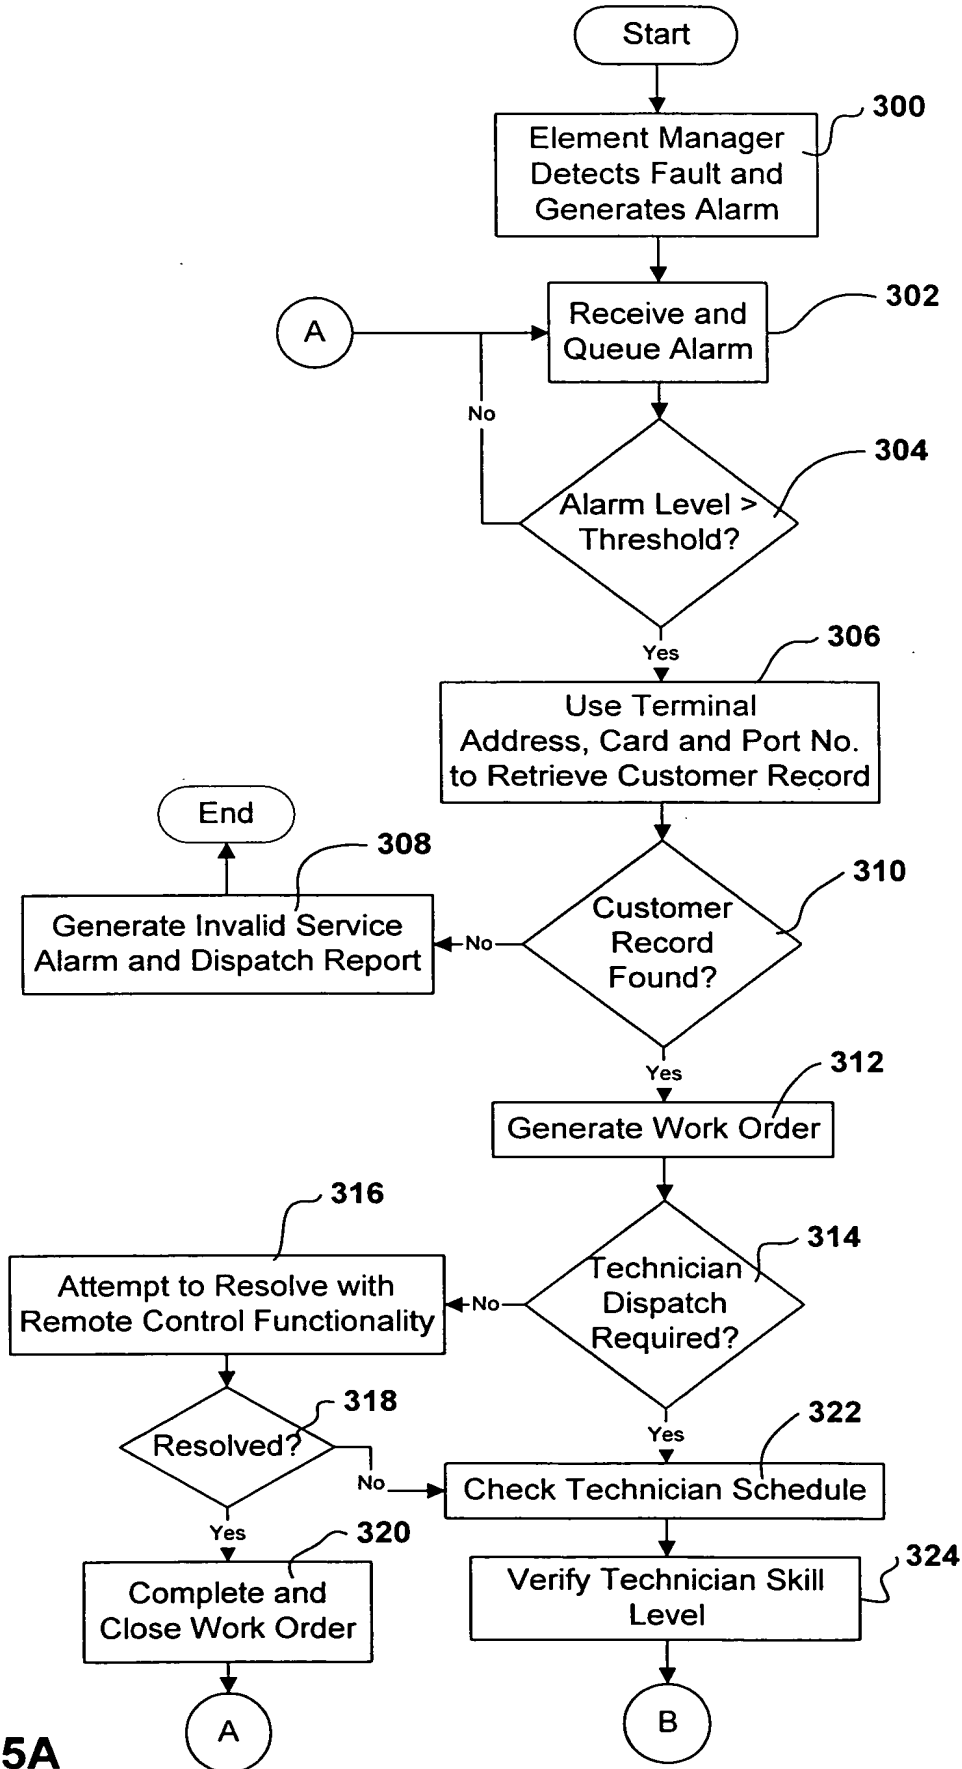 Start
300
Element Manager
Detects Fault and
Generates Alarm
302
A
Receive and
Queue Alarm
No
304
Alarm Level >
Threshold?
Yes
306
Use Terminal
Address, Card and Port No.
to Retrieve Customer Record
End
308
310
Generate Invalid Service
Alarm and Dispatch Report
No
Customer
Record
Found?
Yes
312
Generate Work Order
316
314
Attempt to Resolve with
Remote Control Functionality
No
Technician
Dispatch
Required?
318
Resolved?
No
Yes
322
Check Technician Schedule
Yes
320
324
Complete and
Close Work Order
Verify Technician Skill
Level
A
B
5A